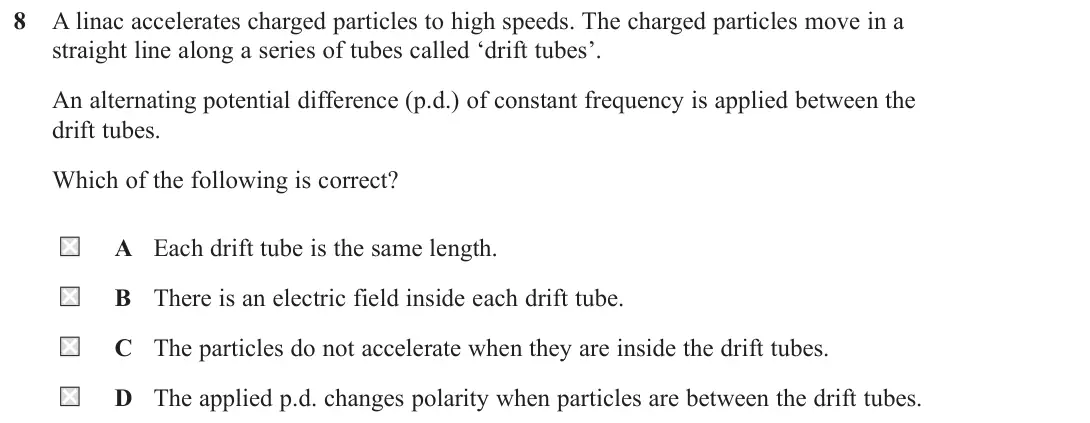 8 A linac accelerates charged particles to high speeds. The charged particles move in a
straight line along a series of tubes called ‘drift tubes’.
An alternating potential difference (p.d.) of constant frequency is applied between the
drift tubes.
Which of the following is correct?
A Each drift tube is the same length.
B There is an electric field inside each drift tube.
C The particles do not accelerate when they are inside the drift tubes.
D The applied p.d. changes polarity when particles are between the drift tubes.